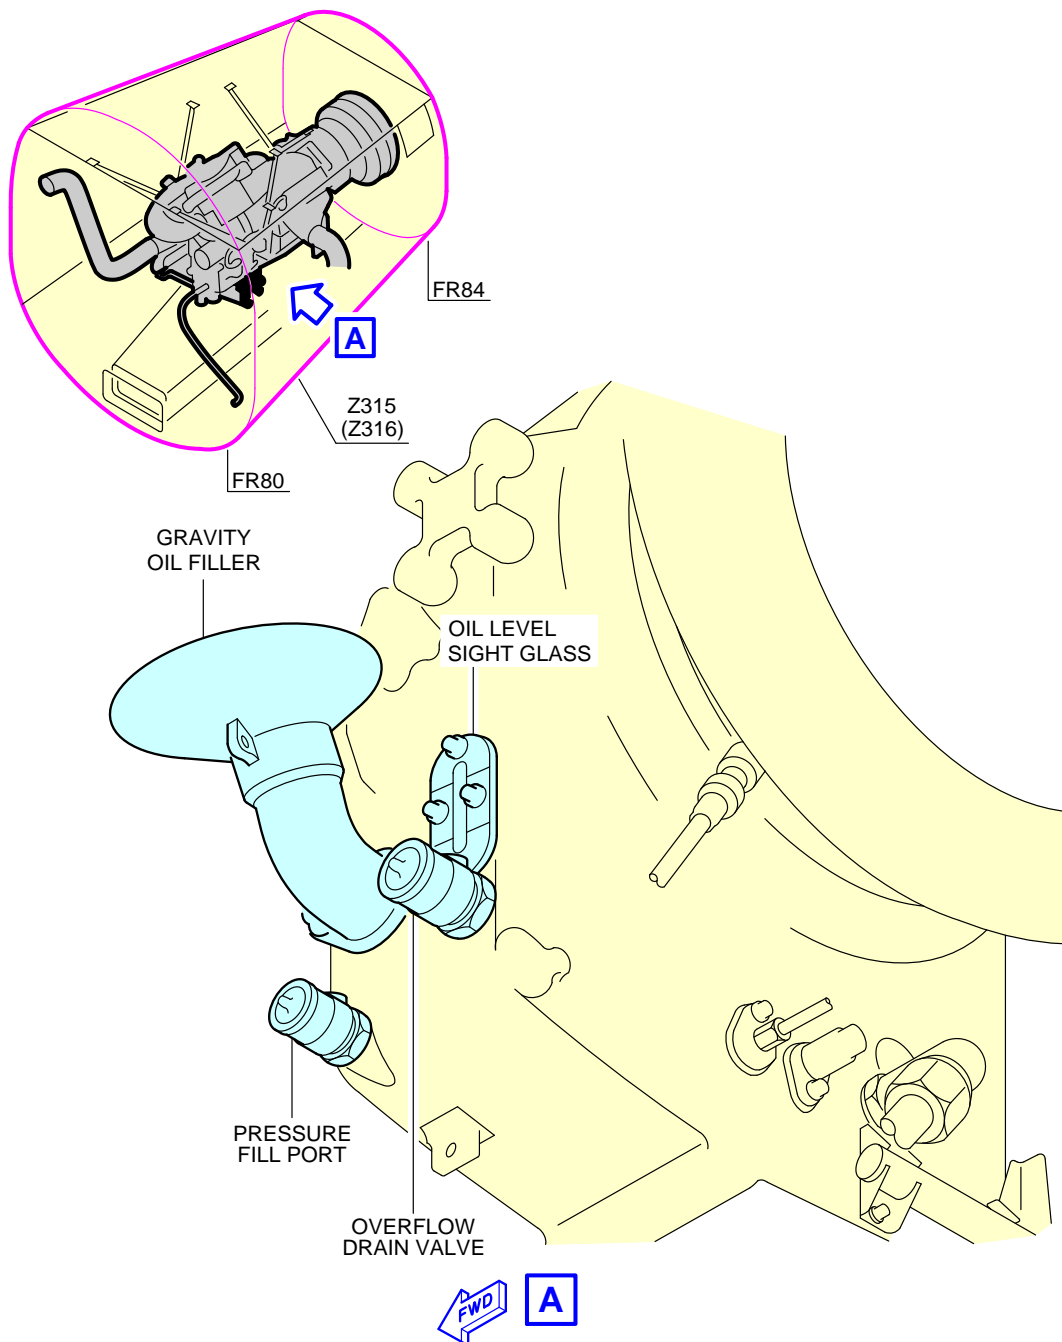 FR84
A
Z315
(Z316)
FR80
GRAVITY
OIL FILLER
OIL LEVEL
SIGHT GLASS
PRESSURE
FILL PORT
OVERFLOW
DRAIN VALVE
FWD
A